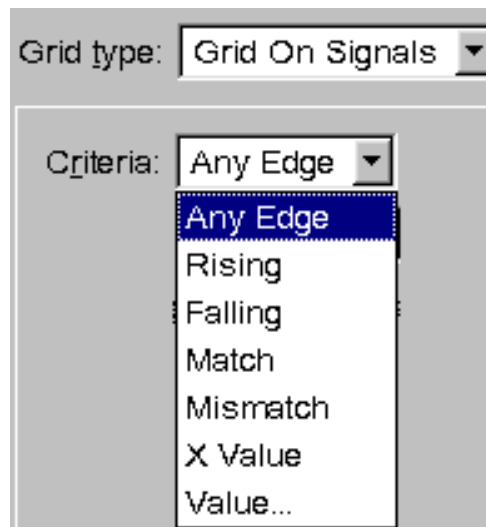 Grid type: Grid On Signals
Criteria: Any Edge
Any Edge
Rising
Falling
Match
Mismatch
X Value
Value...